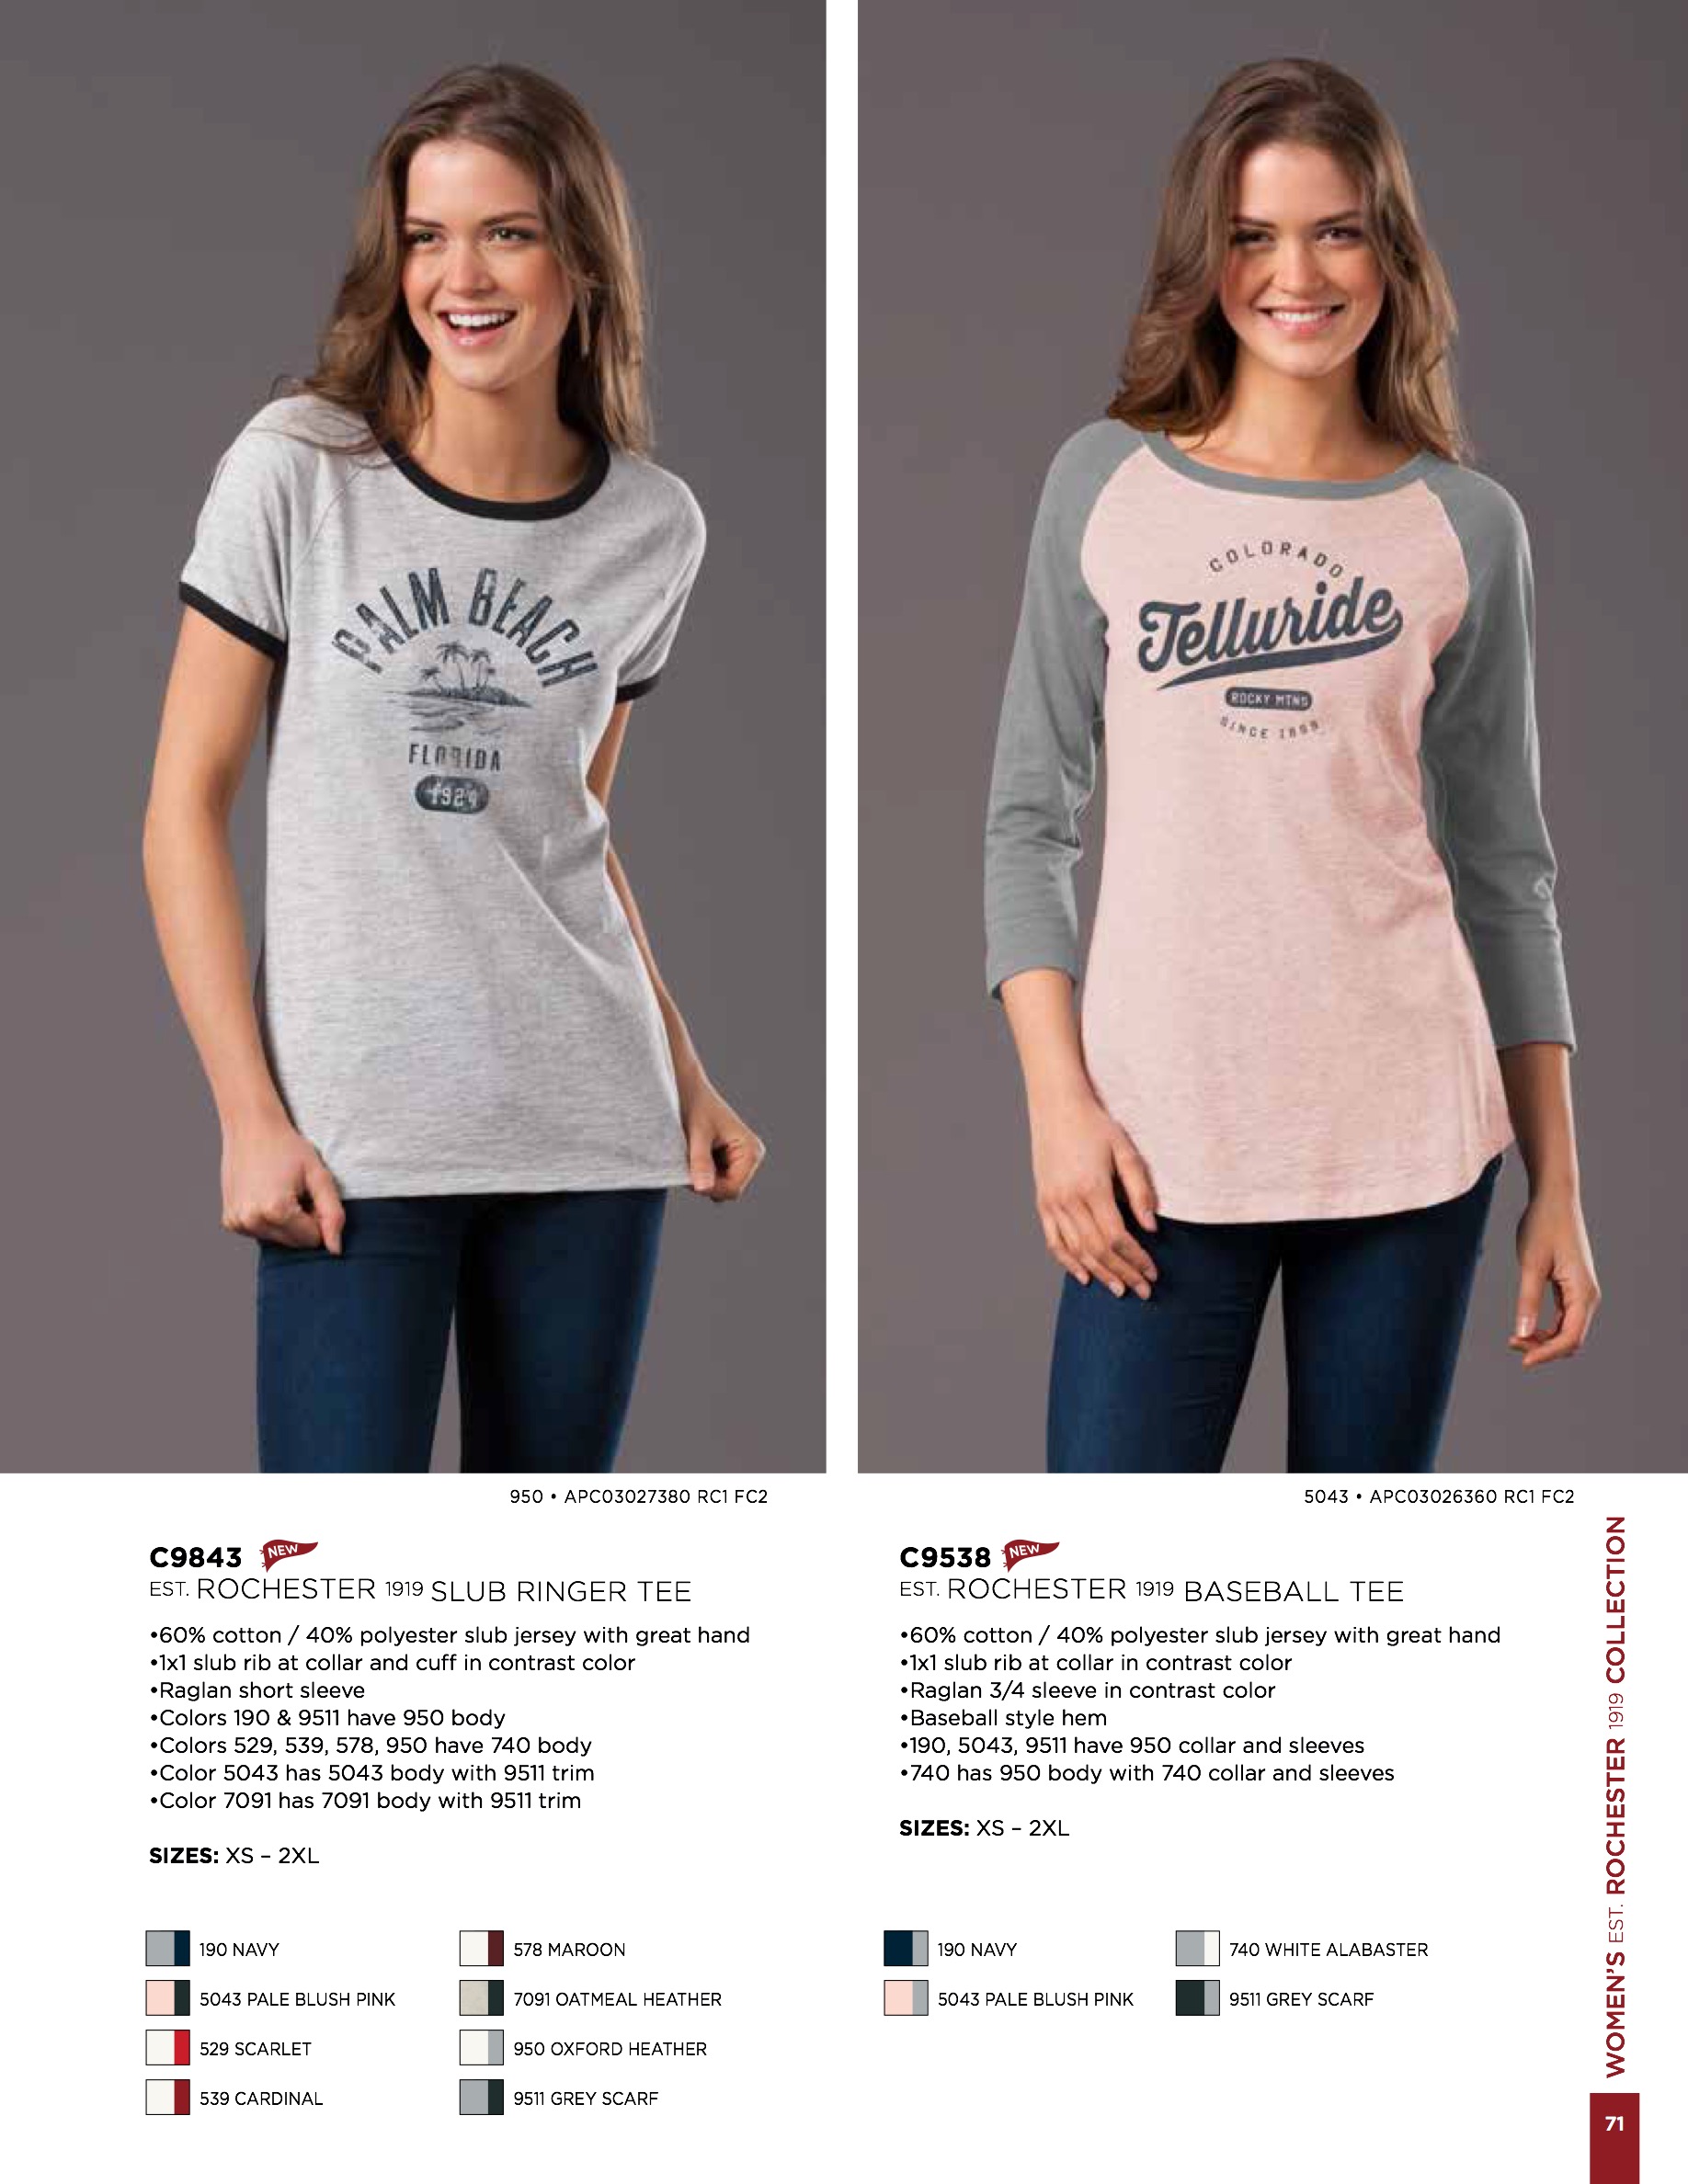 PALM BEACH
FLORIDA
1924
COLORADO
Telluride
ROCKY MTNS
SINCE
950 • APC03027380 RC1 FC2
5043 • APC03026360 RC1 FC2
C9843 NEW
EST. ROCHESTER 1919 SLUB RINGER TEE
•60% cotton / 40% polyester slub jersey with great hand
•1x1 slub rib at collar and cuff in contrast color
•Raglan short sleeve
•Colors 190 & 9511 have 950 body
•Colors 529, 539, 578, 950 have 740 body
•Color 5043 has 5043 body with 9511 trim
•Color 7091 has 7091 body with 9511 trim
SIZES: XS – 2XL
190 NAVY
5043 PALE BLUSH PINK
529 SCARLET
539 CARDINAL
578 MAROON
7091 OATMEAL HEATHER
950 OXFORD HEATHER
9511 GREY SCARF
C9538 NEW
EST. ROCHESTER 1919 BASEBALL TEE
•60% cotton / 40% polyester slub jersey with great hand
•1x1 slub rib at collar in contrast color
•Raglan 3/4 sleeve in contrast color
•Baseball style hem
•190, 5043, 9511 have 950 collar and sleeves
•740 has 950 body with 740 collar and sleeves
SIZES: XS – 2XL
190 NAVY
5043 PALE BLUSH PINK
740 WHITE ALABASTER
9511 GREY SCARF
WOMEN'S EST. ROCHESTER 1919 COLLECTION
71